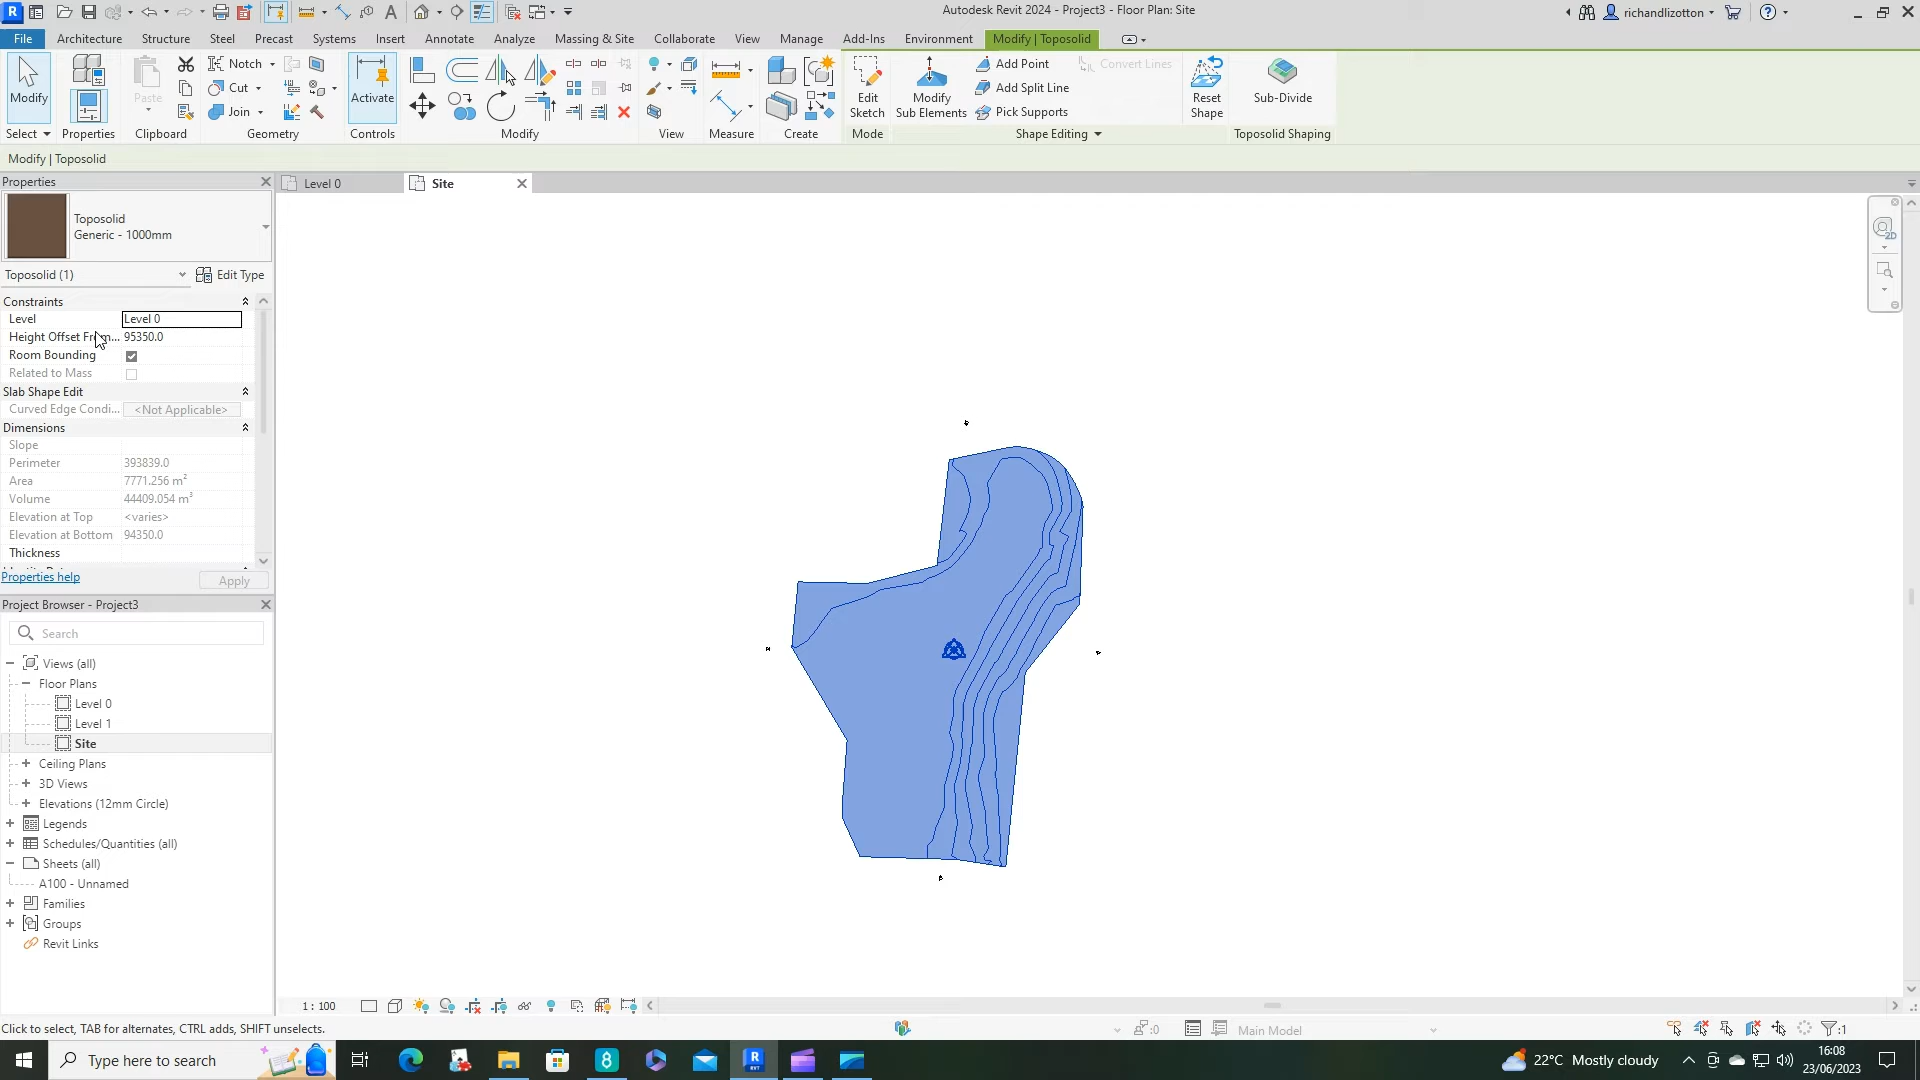 Autodesk Revit 2024 - Project3 - Floor Plan: Site
richandlizotton
File
Architecture
Structure
Steel
Precast
Systems
Insert
Annotate
Analyze
Massing & Site
Collaborate
View
Manage
Add-Ins
Environment
Modify | Toposolid
Modify
Paste
Notch
Cut
Join
Activate
Edit
Sketch
Modify
Sub Elements
Add Point
Add Split Line
Pick Supports
Convert Lines
Reset
Shape
Sub-Divide
Select
Properties
Clipboard
Geometry
Controls
Modify
View
Measure
Create
Mode
Shape Editing
Toposolid Shaping
Modify | Toposolid
Properties
Level 0
Site
Toposolid
Generic - 1000mm
Toposolid (1)
Edit Type
Constraints
Level
Level 0
Height Offset From...
95350.0
Room Bounding
Related to Mass
Slab Shape Edit
Curved Edge Condi...
<Not Applicable>
Dimensions
Slope
Perimeter
393839.0
Area
7771.256 m²
Volume
44409.054 m³
Elevation at Top
<varies>
Elevation at Bottom
94350.0
Thickness
Properties help
Apply
Project Browser - Project3
Search
Views (all)
Floor Plans
Level 0
Level 1
Site
Ceiling Plans
3D Views
Elevations (12mm Circle)
Legends
Schedules/Quantities (all)
Sheets (all)
A100 - Unnamed
Families
Groups
Revit Links
1 : 100
Click to select, TAB for alternates, CTRL adds, SHIFT unselects.
:0
Main Model
:1
Type here to search
22°C Mostly cloudy
16:08
23/06/2023